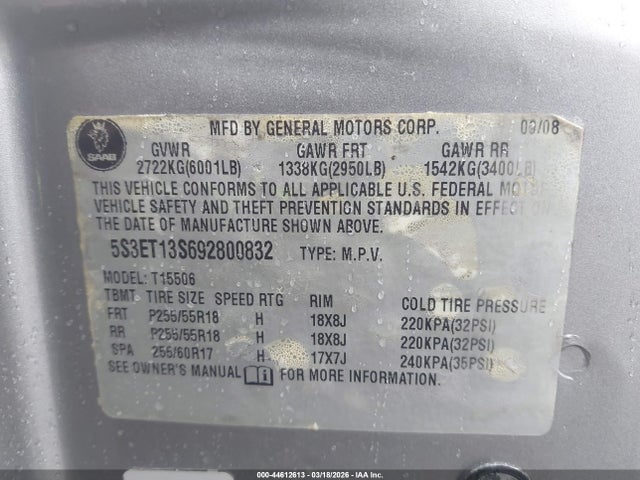 SAAB
MFD BY GENERAL MOTORS CORP. 09/08
GVWR GAWR FRT GAWR RR
2722KG(6001LB) 1338KG(2950LB) 1542KG(3400LB)
THIS VEHICLE CONFORMS TO ALL APPLICABLE U.S. FEDERAL MOTOR
VEHICLE SAFETY AND THEFT PREVENTION STANDARDS IN EFFECT ON
THE DATE OF MANUFACTURE SHOWN ABOVE.
5S3ET13S692800832 TYPE: M.P.V.
MODEL: T15506
TBMT TIRE SIZE SPEED RTG RIM COLD TIRE PRESSURE
FRT P255/55R18 H 18X8J 220KPA(32PSI)
RR P255/55R18 H 18X8J 220KPA(32PSI)
SPA 255/60R17 H 17X7J 240KPA(35PSI)
SEE OWNER'S MANUAL FOR MORE INFORMATION.
000-44612613 - 03/18/2026 - IAA Inc.